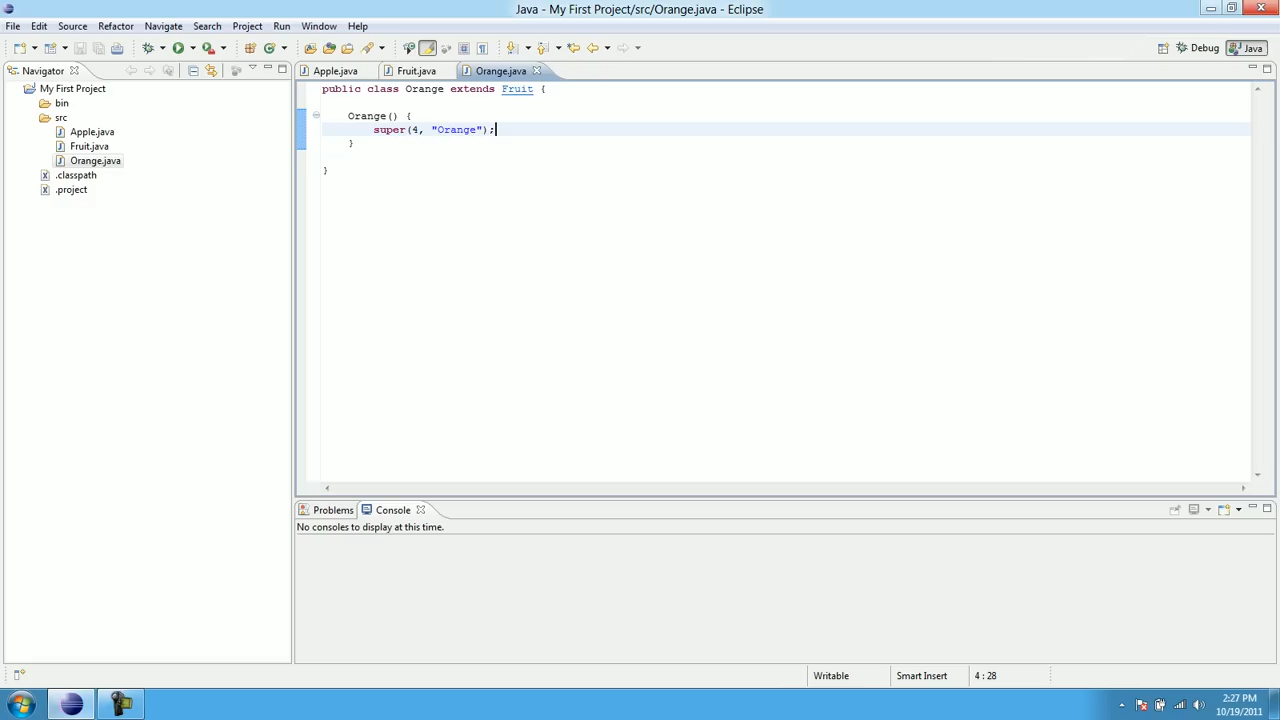 Java - My First Project/src/Orange.java - Eclipse
File Edit Source Refactor Navigate Search Project Run Window Help
Debug Java
Navigator
My First Project
bin
src
Apple.java
Fruit.java
Orange.java
.classpath
.project
Apple.java Fruit.java Orange.java
public class Orange extends Fruit {
Orange() {
super(4, "Orange");
}
}
Problems Console
No consoles to display at this time.
Writable Smart Insert 4 : 28
2:27 PM
10/19/2011